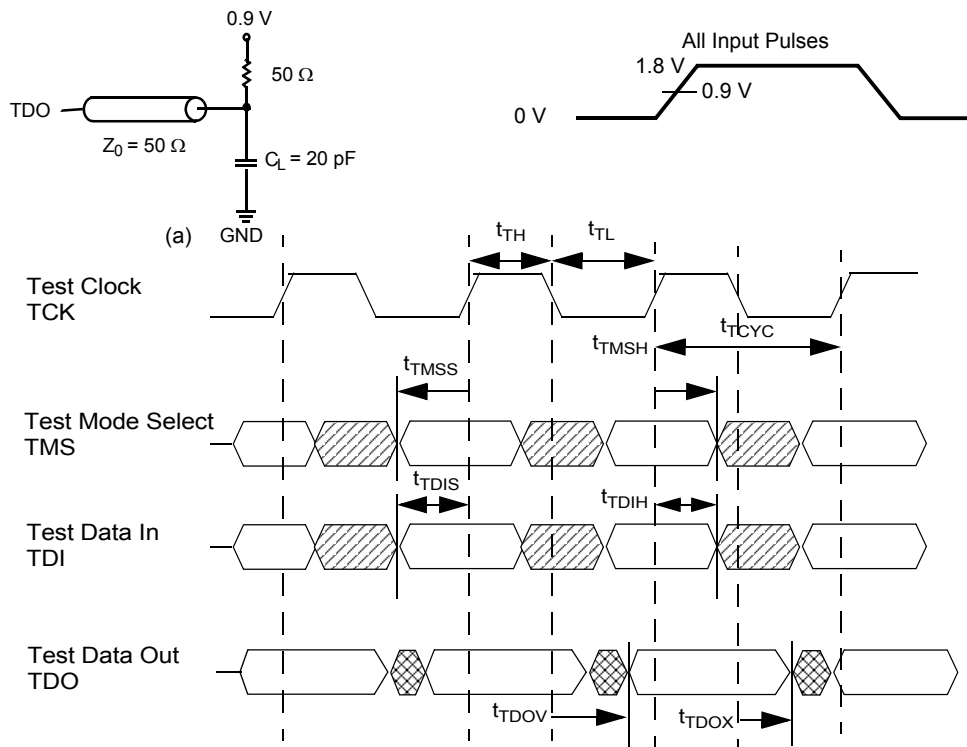 0.9 V
50 Ω
TDO
Z0 = 50 Ω
CL = 20 pF
(a)
GND
All Input Pulses
1.8 V
0.9 V
0 V
tTH
tTL
Test Clock
TCK
tTCYC
tTMSH
tTMSS
Test Mode Select
TMS
tTDIS
tTDIH
Test Data In
TDI
Test Data Out
TDO
tTDOV
tTDOX